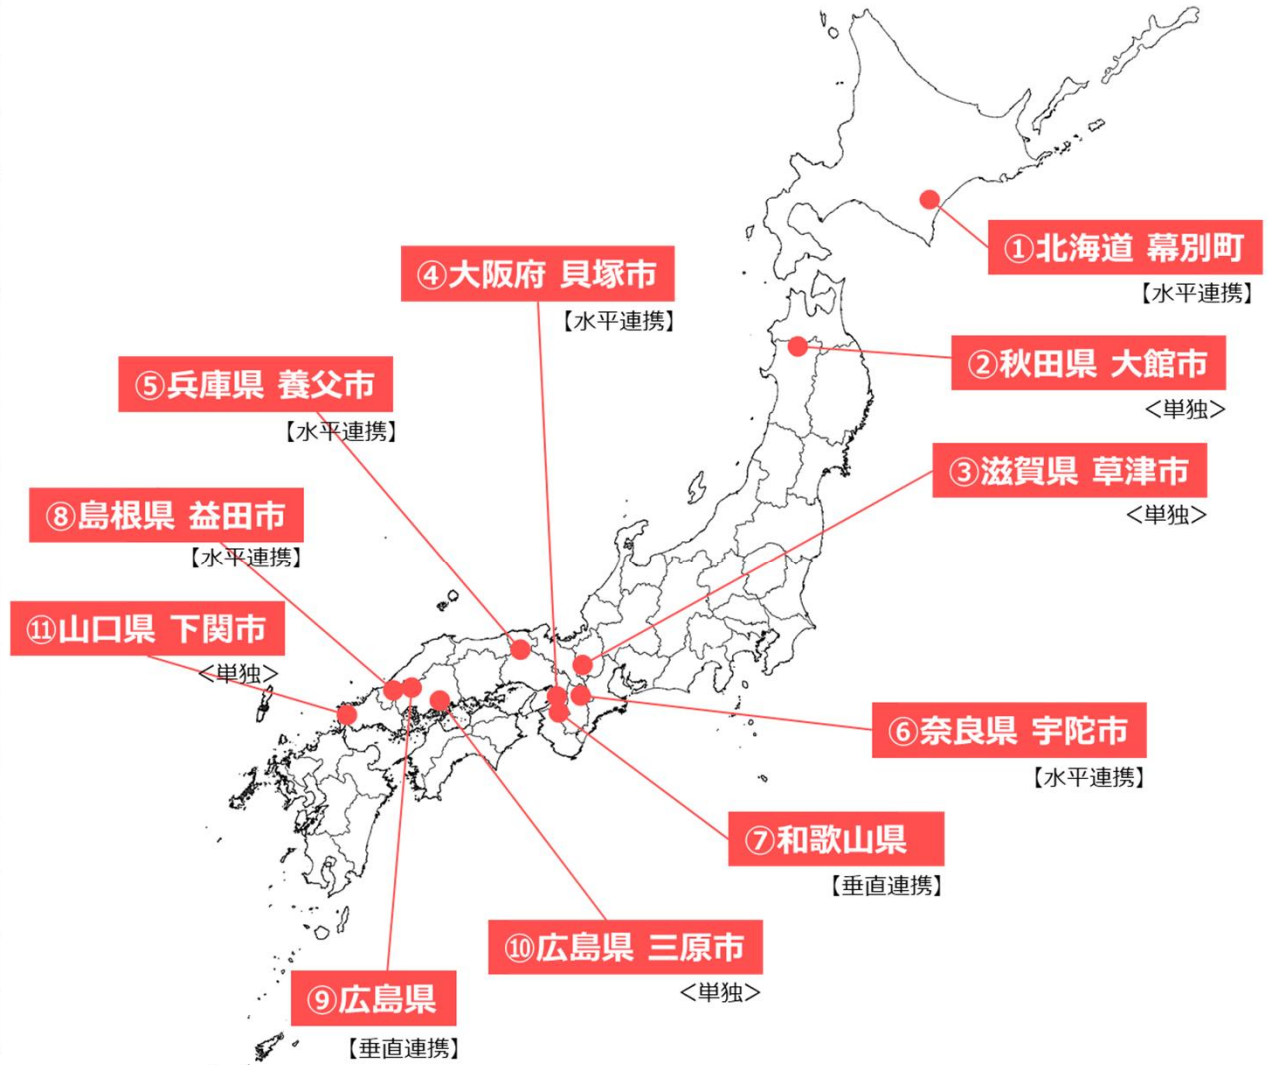 ①北海道 幕別町
【水平連携】
②秋田県 大館市
＜単独＞
③滋賀県 草津市
＜単独＞
④大阪府 貝塚市
【水平連携】
⑤兵庫県 養父市
【水平連携】
⑥奈良県 宇陀市
【水平連携】
⑦和歌山県
【垂直連携】
⑧島根県 益田市
【水平連携】
⑨広島県
【垂直連携】
⑩広島県 三原市
＜単独＞
⑪山口県 下関市
＜単独＞